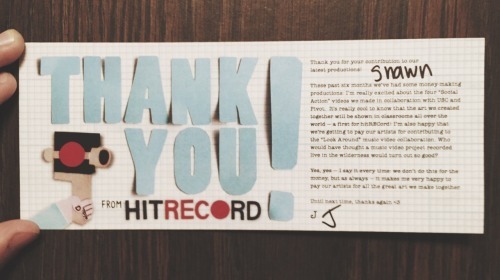 THANK
YOU!
FROM HITRECORD
Thank you for your contribution to our
latest productions: Shawn
These past six months we've had some money-making
productions. I'm really excited about the four "Social
Action" videos we made in collaboration with
Pivot. It's really cool to know that the art we created
together will be shown to classrooms all over the
world — a first for hitRECord! I'm also happy that
we're getting to pay our artists for contributing to
the "Look Around" music video collaboration. Who
would have thought a music video project recorded
live in the wilderness would turn out so good?
Yes, yes — I say it every time: we don't do this for the
money, but as always — it makes me very happy to
pay our artists for all the great art we make together.
Until next time, thanks again <3
J J